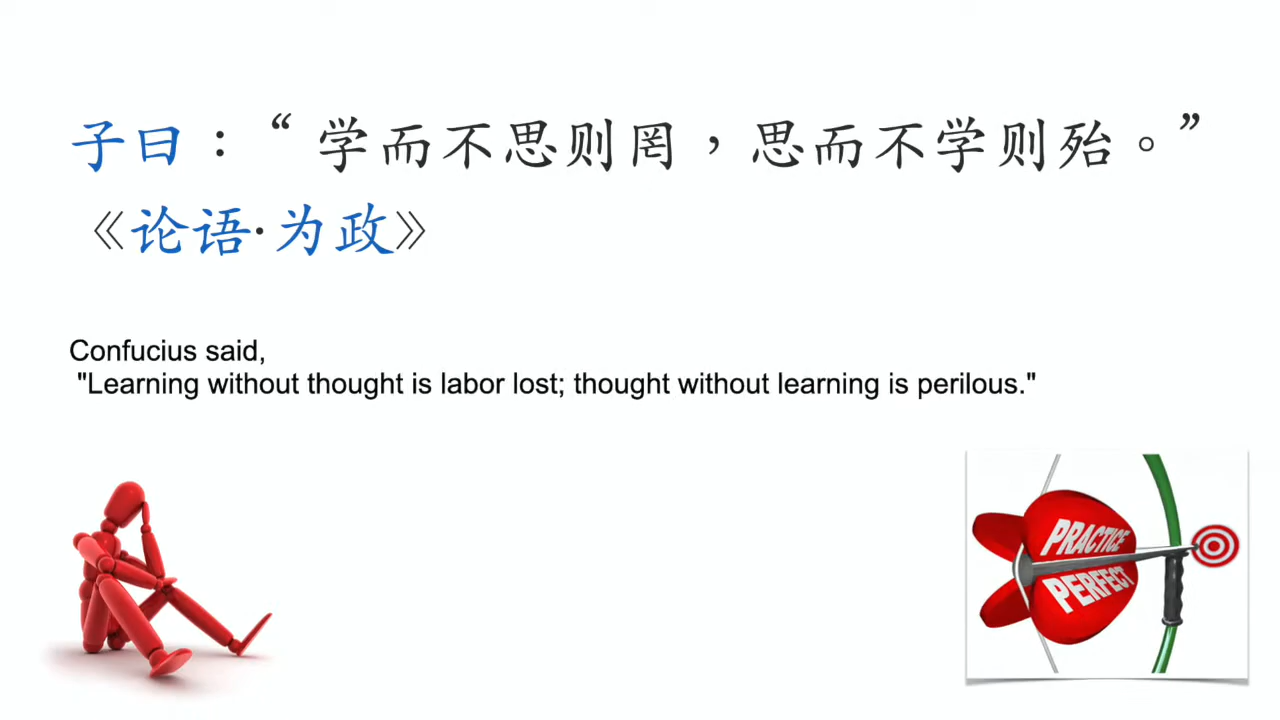 子曰：“学而不思则罔，思而不学则殆。”
《论语·为政》
Confucius said,
"Learning without thought is labor lost; thought without learning is perilous."
PRACTICE
PERFECT